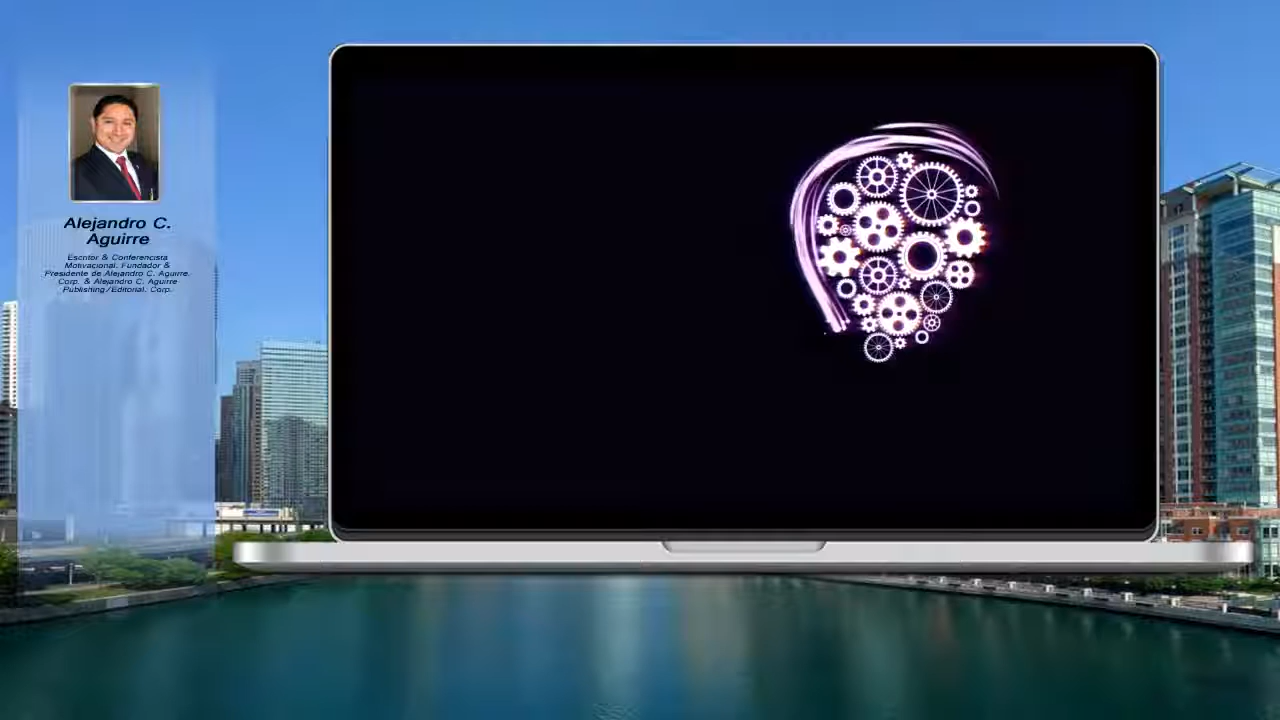 Alejandro C.
Aguirre
Escritor & Conferencista
Motivacional. Fundador &
Presidente de Alejandro C. Aguirre.
Corp. & Alejandro C. Aguirre
Publishing/Editorial. Corp.